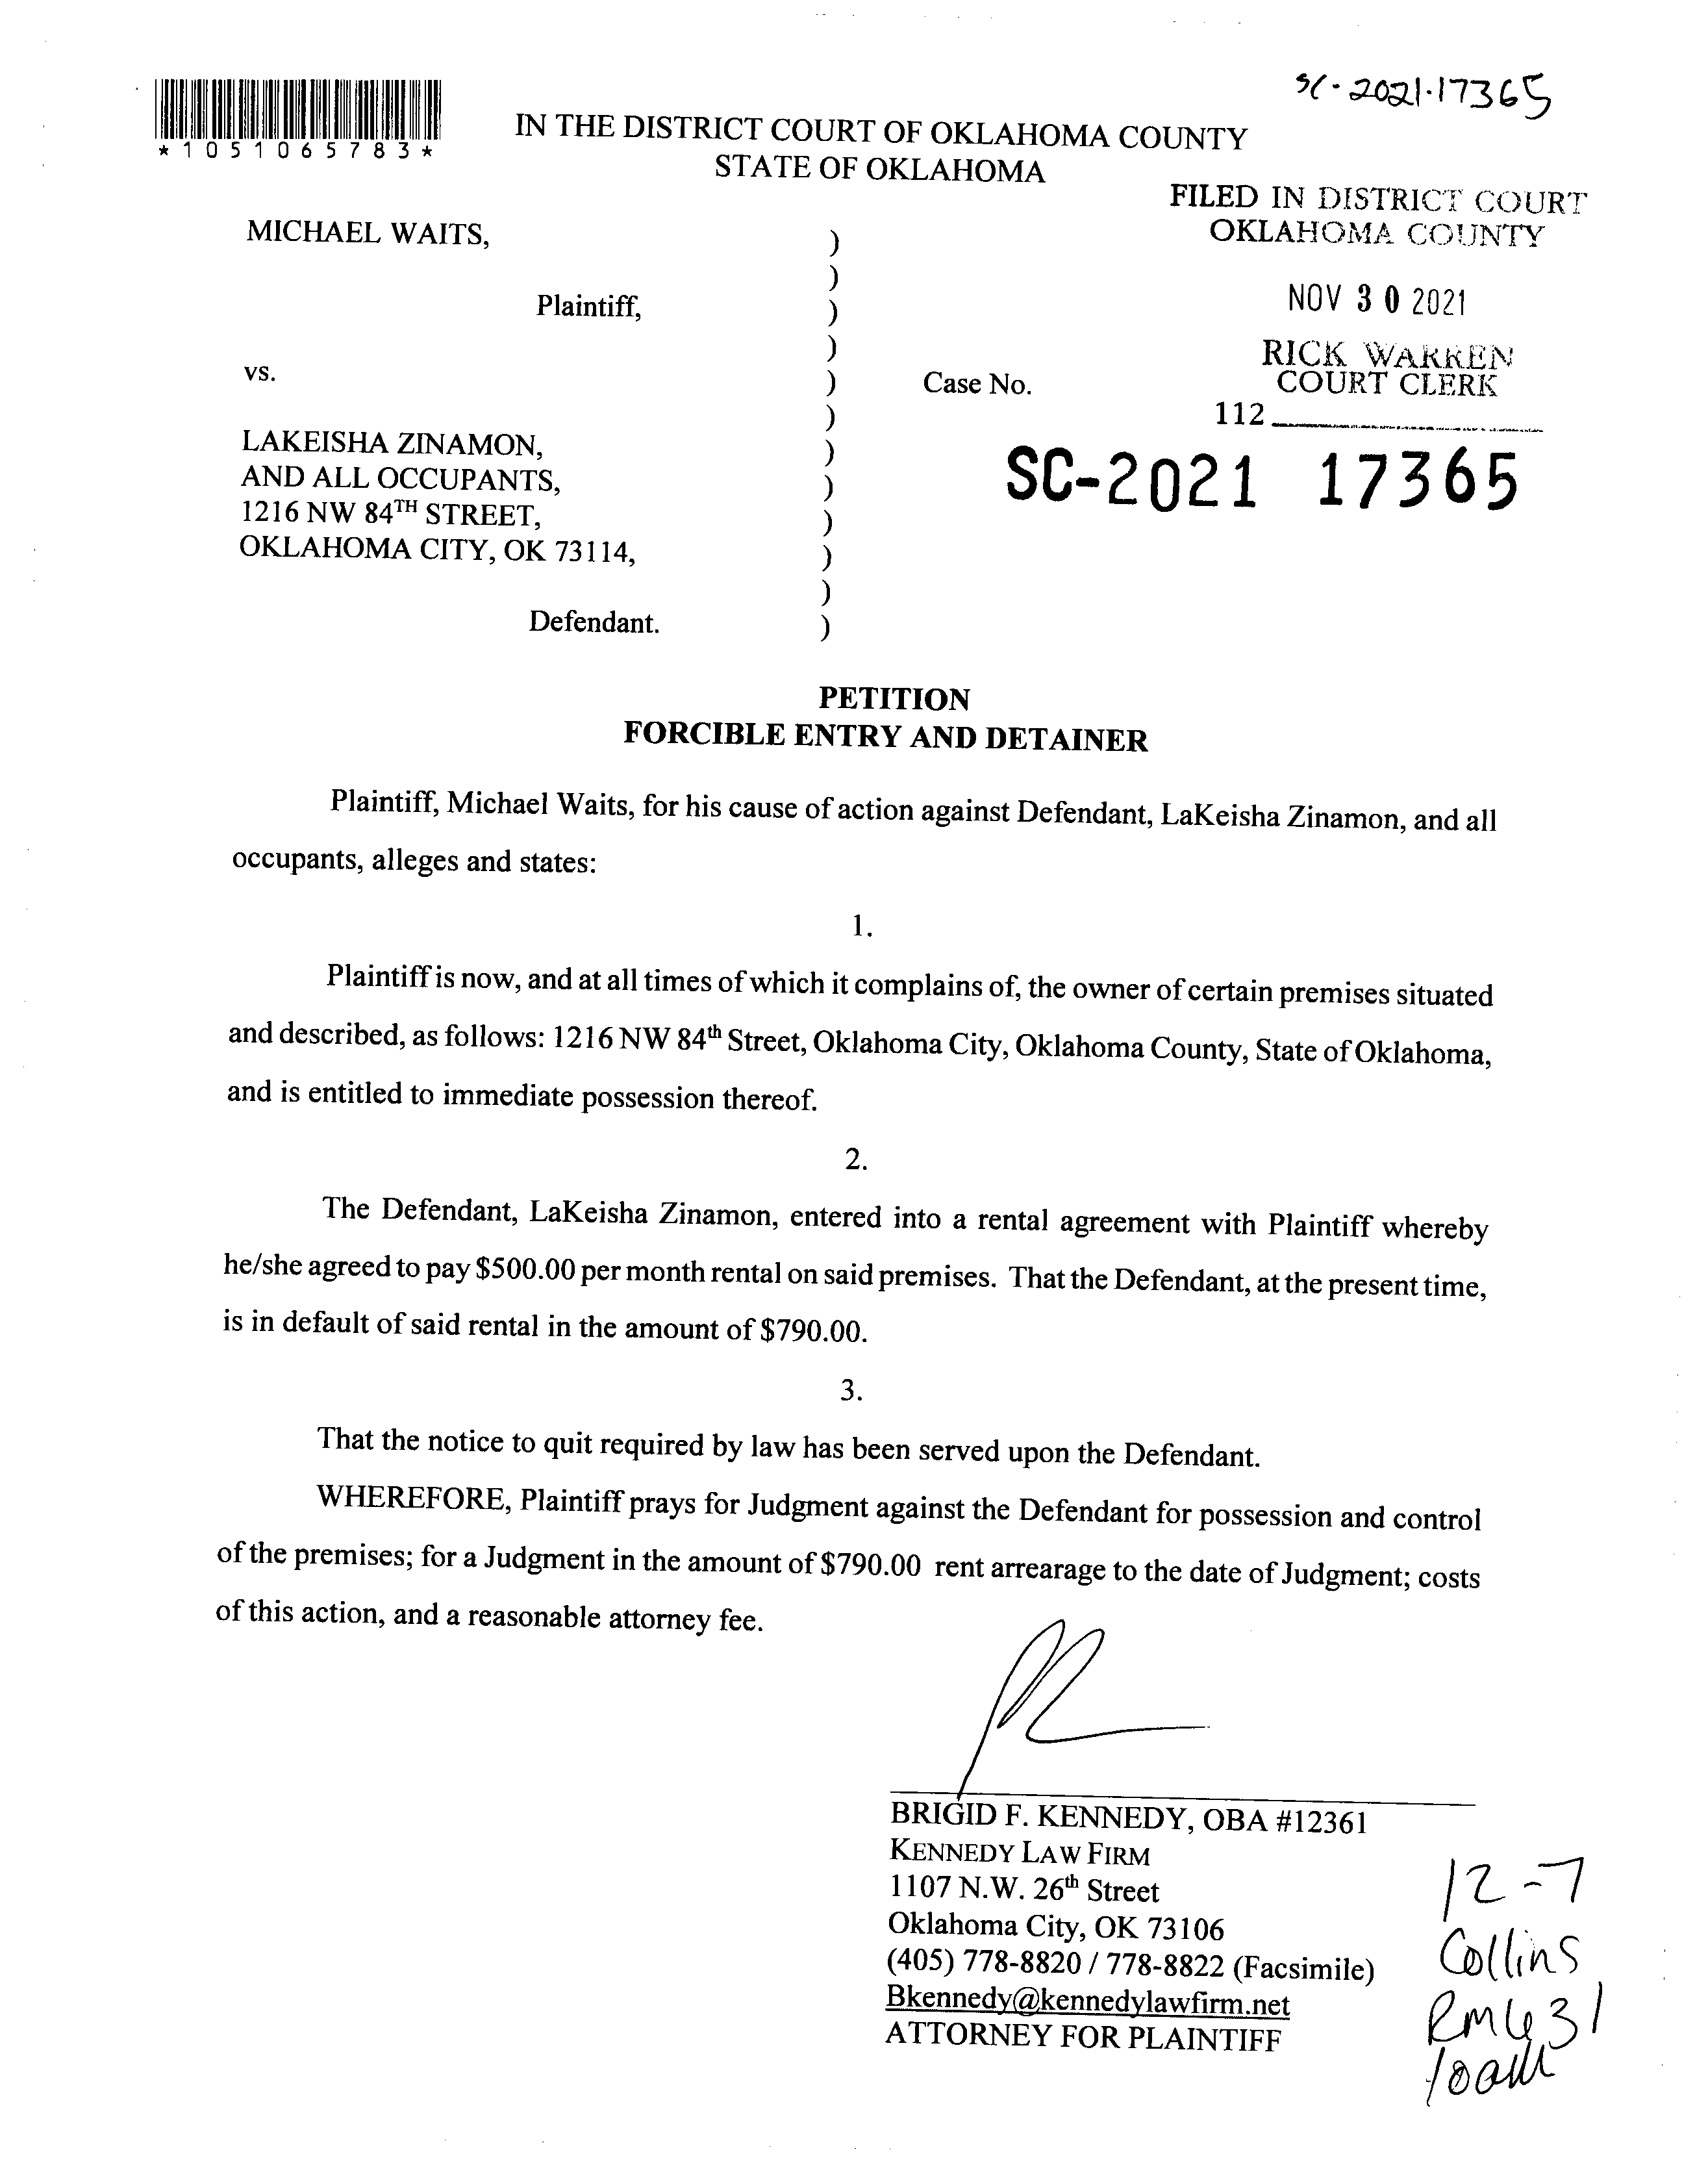 SC-2021-17365
*1051065783*
IN THE DISTRICT COURT OF OKLAHOMA COUNTY
STATE OF OKLAHOMA
FILED IN DISTRICT COURT
OKLAHOMA COUNTY
NOV 30 2021
RICK WARREN
COURT CLERK
112
MICHAEL WAITS, )
)
Plaintiff, )
)
vs. ) Case No.
)
LAKEISHA ZINAMON, )
AND ALL OCCUPANTS, )
1216 NW 84TH STREET, )
OKLAHOMA CITY, OK 73114, )
)
Defendant. )
SC-2021 17365
PETITION
FORCIBLE ENTRY AND DETAINER
Plaintiff, Michael Waits, for his cause of action against Defendant, LaKeisha Zinamon, and all
occupants, alleges and states:
1.
Plaintiff is now, and at all times of which it complains of, the owner of certain premises situated
and described, as follows: 1216 NW 84th Street, Oklahoma City, Oklahoma County, State of Oklahoma,
and is entitled to immediate possession thereof.
2.
The Defendant, LaKeisha Zinamon, entered into a rental agreement with Plaintiff whereby
he/she agreed to pay $500.00 per month rental on said premises. That the Defendant, at the present time,
is in default of said rental in the amount of $790.00.
3.
That the notice to quit required by law has been served upon the Defendant.
WHEREFORE, Plaintiff prays for Judgment against the Defendant for possession and control
of the premises; for a Judgment in the amount of $790.00 rent arrearage to the date of Judgment; costs
of this action, and a reasonable attorney fee.
BRIGID F. KENNEDY, OBA #12361
KENNEDY LAW FIRM
1107 N.W. 26th Street
Oklahoma City, OK 73106
(405) 778-8820 / 778-8822 (Facsimile)
Bkennedy@kennedylawfirm.net
ATTORNEY FOR PLAINTIFF
12-7
Collins
Rm 631
10am